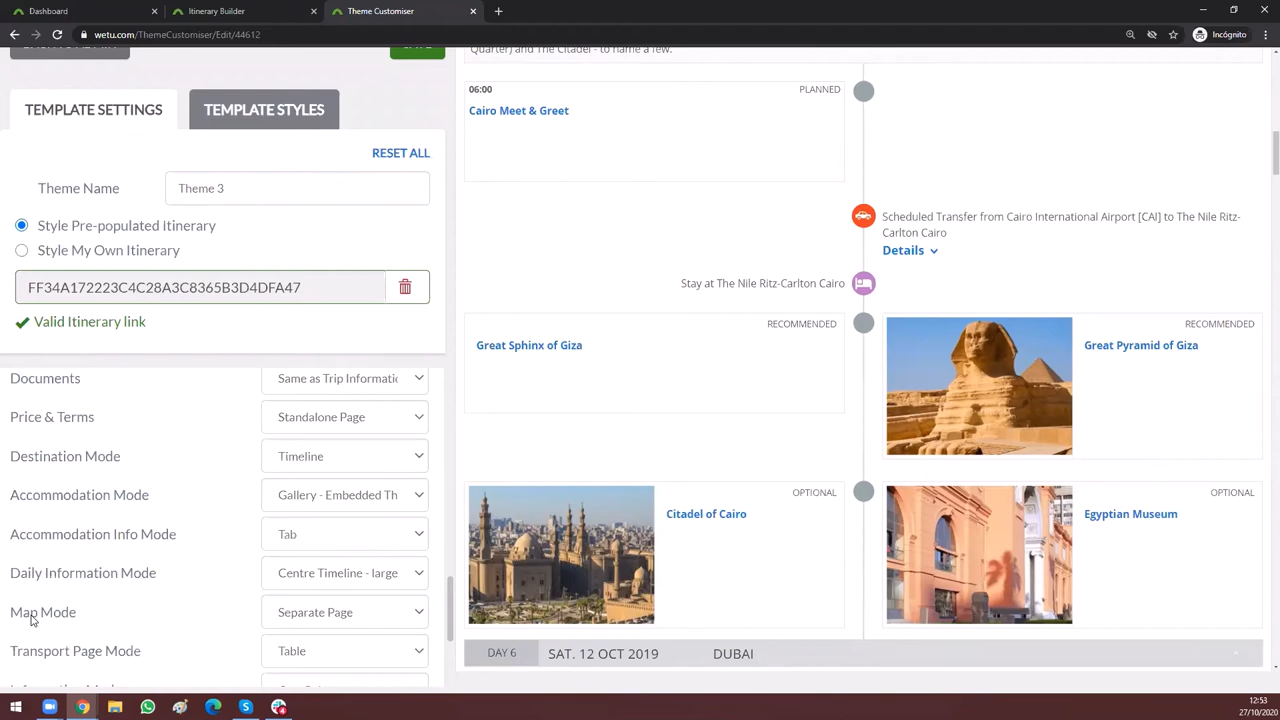 Dashboard
Itinerary Builder
Theme Customiser
wetu.com/ThemeCustomiser/Edit/44612
Incógnito
TEMPLATE SETTINGS
TEMPLATE STYLES
RESET ALL
Theme Name
Theme 3
Style Pre-populated Itinerary
Style My Own Itinerary
FF34A172223C4C28A3C8365B3D4DFA47
Valid Itinerary link
Documents
Same as Trip Informatic
Price & Terms
Standalone Page
Destination Mode
Timeline
Accommodation Mode
Gallery - Embedded Th
Accommodation Info Mode
Tab
Daily Information Mode
Centre Timeline - large
Map Mode
Separate Page
Transport Page Mode
Table
Quarter) and The Citadel - to name a few.
06:00
PLANNED
Cairo Meet & Greet
Scheduled Transfer from Cairo International Airport [CAI] to The Nile Ritz-
Carlton Cairo
Details
Stay at The Nile Ritz-Carlton Cairo
RECOMMENDED
Great Sphinx of Giza
RECOMMENDED
Great Pyramid of Giza
OPTIONAL
Citadel of Cairo
OPTIONAL
Egyptian Museum
DAY 6
SAT. 12 OCT 2019
DUBAI
12:53
27/10/2020